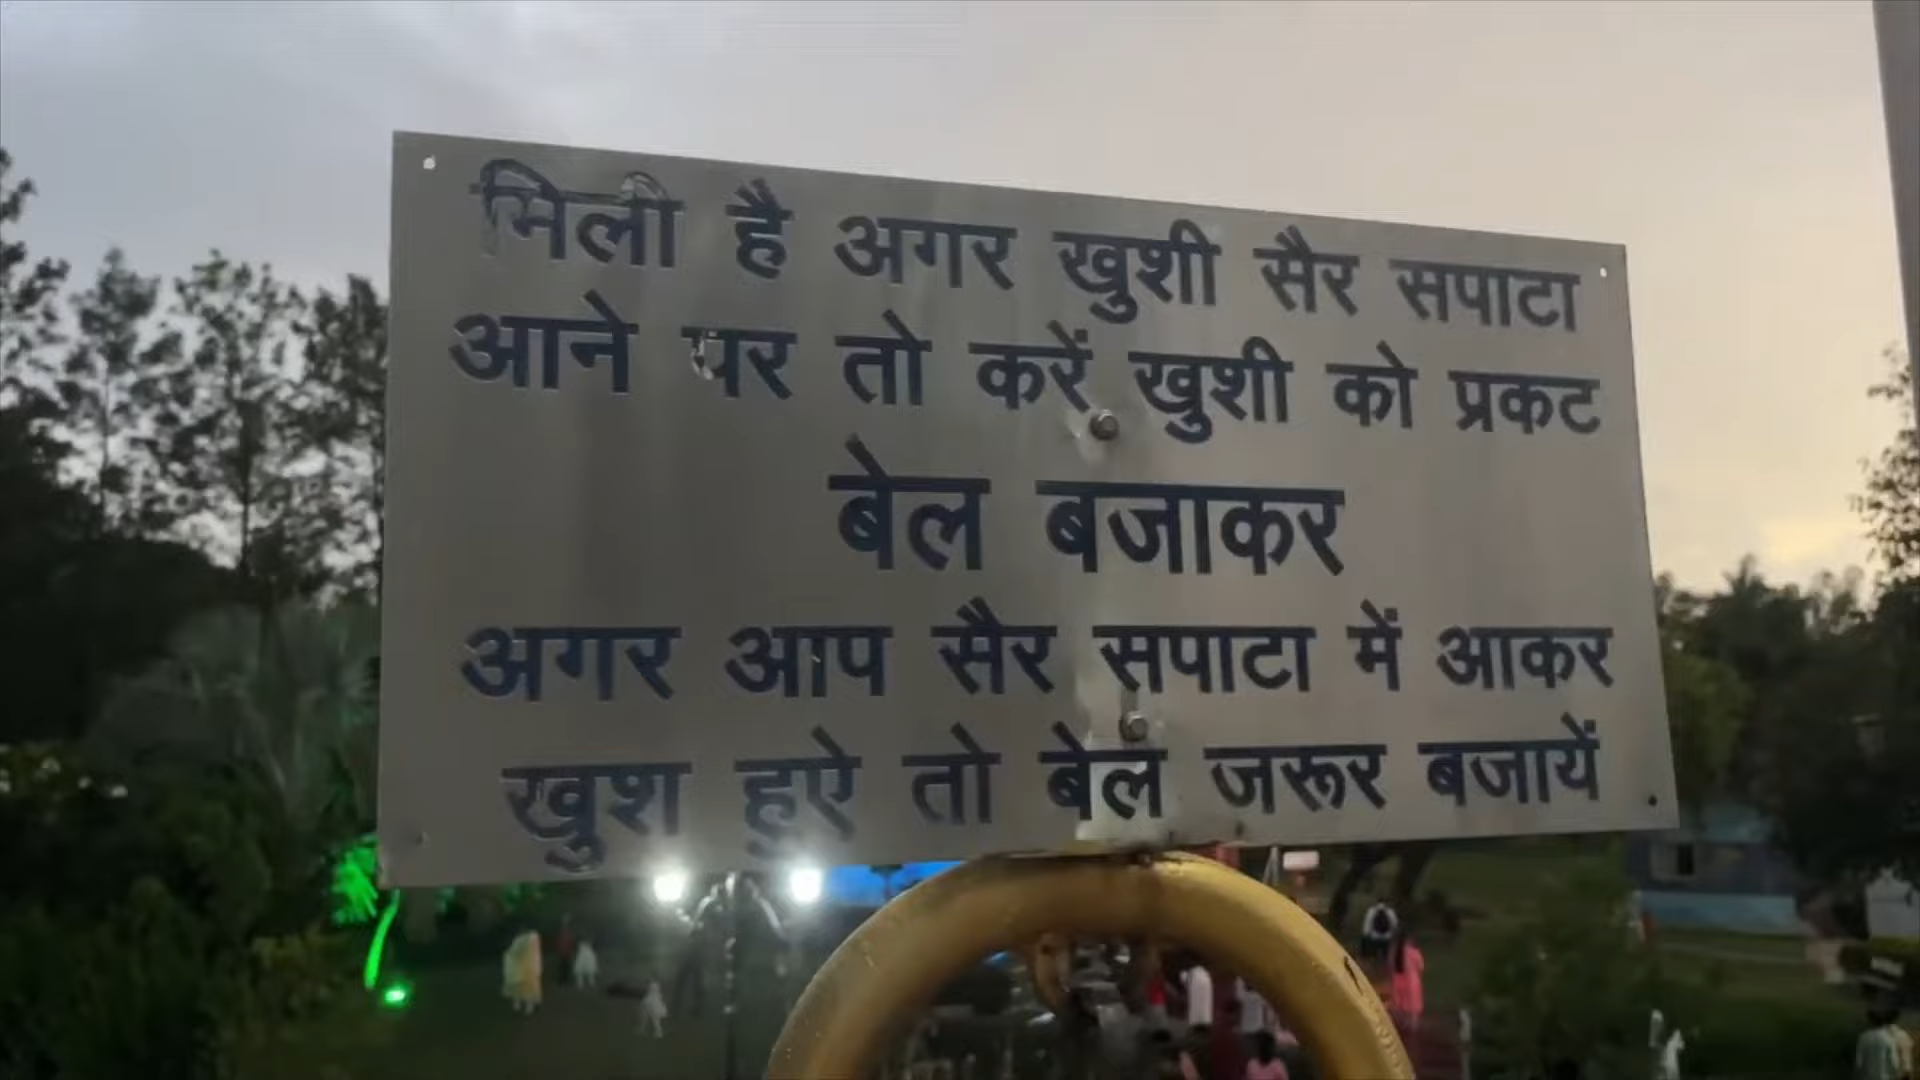 मिली है अगर खुशी सैर सपाटा
आने पर तो करें खुशी को प्रकट
बेल बजाकर
अगर आप सैर सपाटा में आकर
खुश हुऐ तो बेल जरूर बजायें